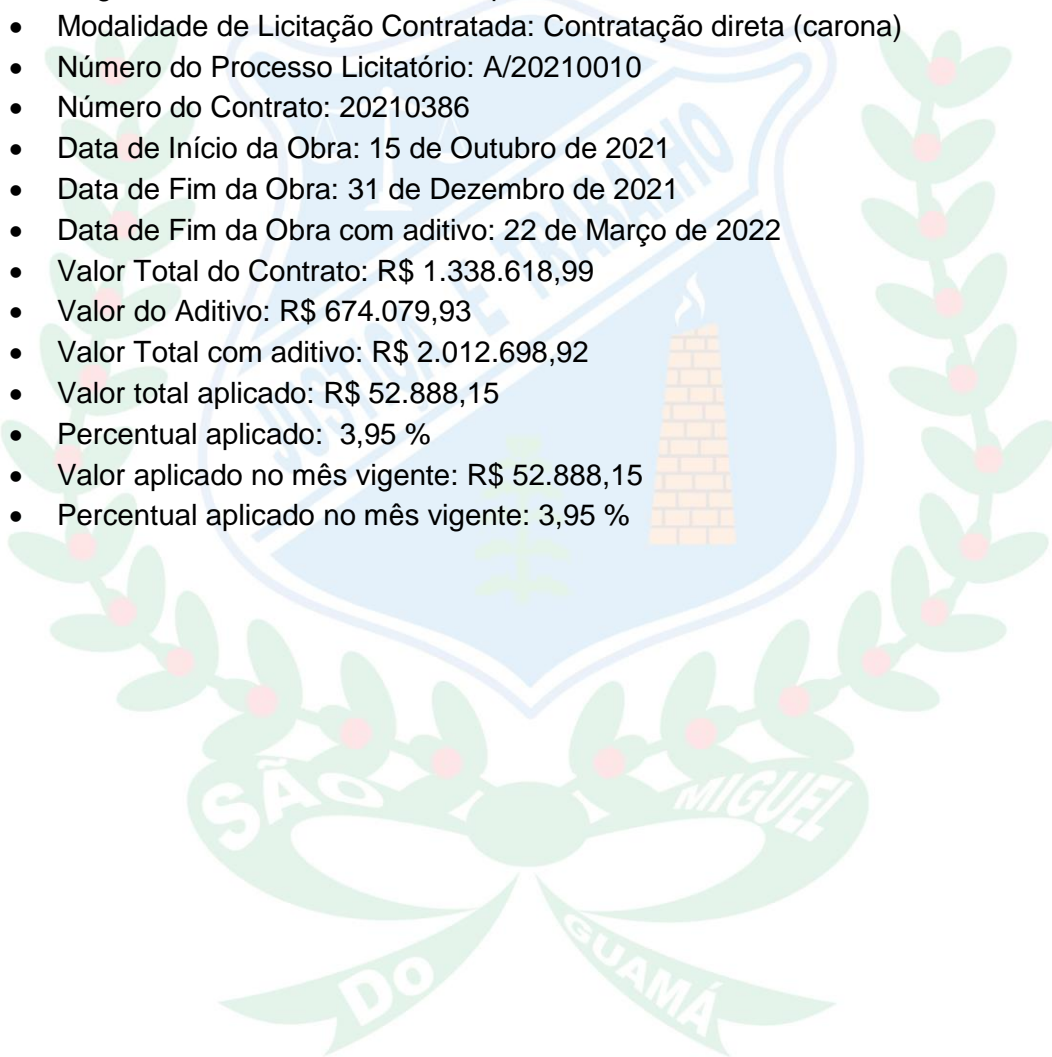 • Modalidade de Licitação Contratada: Contratação direta (carona)
• Número do Processo Licitatório: A/20210010
• Número do Contrato: 20210386
• Data de Início da Obra: 15 de Outubro de 2021
• Data de Fim da Obra: 31 de Dezembro de 2021
• Data de Fim da Obra com aditivo: 22 de Março de 2022
• Valor Total do Contrato: R$ 1.338.618,99
• Valor do Aditivo: R$ 674.079,93
• Valor Total com aditivo: R$ 2.012.698,92
• Valor total aplicado: R$ 52.888,15
• Percentual aplicado: 3,95 %
• Valor aplicado no mês vigente: R$ 52.888,15
• Percentual aplicado no mês vigente: 3,95 %
JUSTIÇA E TRABALHO
SÃO MIGUEL
DO GUAMÁ